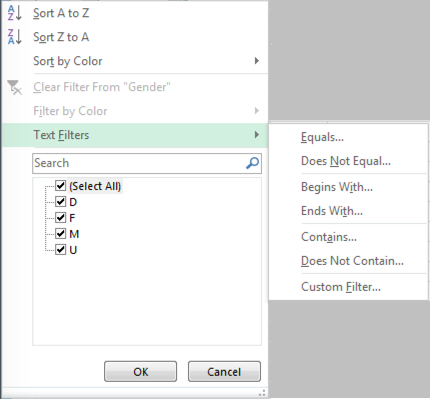 Sort A to Z
Sort Z to A
Sort by Color
Clear Filter From "Gender"
Filter by Color
Text Filters
Search
(Select All)
D
F
M
U
OK Cancel
Equals...
Does Not Equal...
Begins With...
Ends With...
Contains...
Does Not Contain...
Custom Filter...